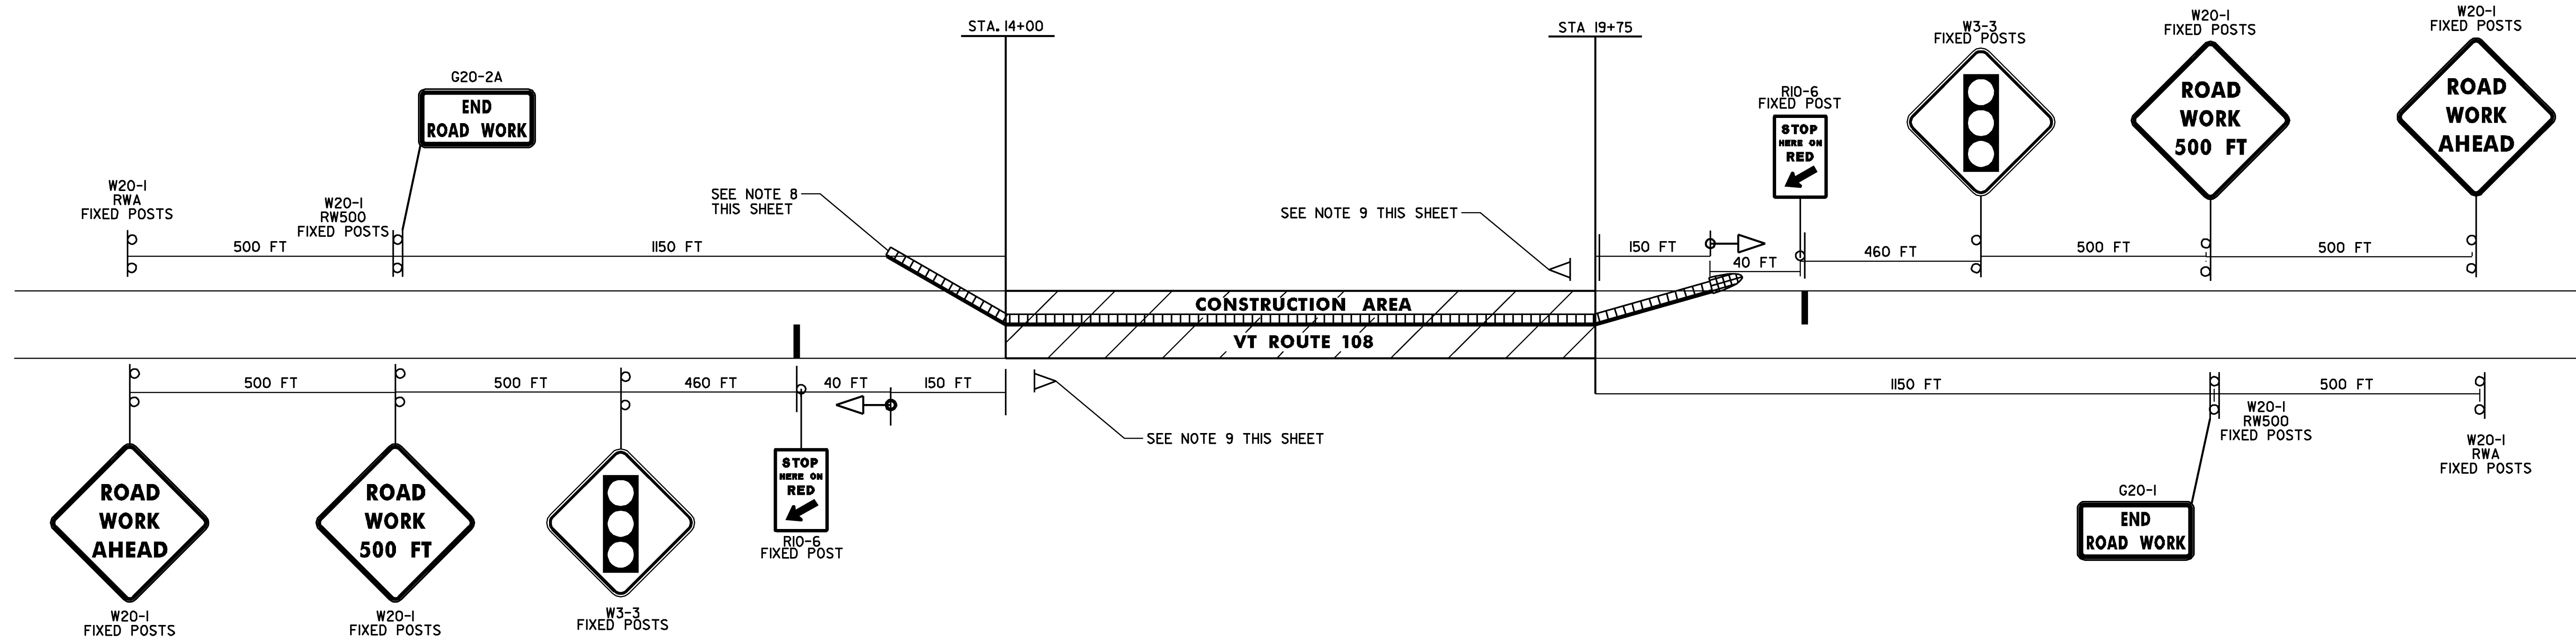 STA. 14+00
STA 19+75
W3-3
FIXED POSTS
W20-1
FIXED POSTS
W20-1
FIXED POSTS
G20-2A
END
ROAD WORK
R10-6
FIXED POST
STOP
HERE ON
RED
ROAD
WORK
500 FT
ROAD
WORK
AHEAD
W20-1
RWA
FIXED POSTS
W20-1
RW500
FIXED POSTS
SEE NOTE 8
THIS SHEET
SEE NOTE 9 THIS SHEET
500 FT
1150 FT
150 FT
40 FT
460 FT
500 FT
500 FT
CONSTRUCTION AREA
VT ROUTE 108
500 FT
500 FT
460 FT
40 FT
150 FT
1150 FT
500 FT
SEE NOTE 9 THIS SHEET
W20-1
RW500
FIXED POSTS
W20-1
RWA
FIXED POSTS
ROAD
WORK
AHEAD
W20-1
FIXED POSTS
ROAD
WORK
500 FT
W20-1
FIXED POSTS
W3-3
FIXED POSTS
STOP
HERE ON
RED
R10-6
FIXED POST
G20-1
END
ROAD WORK